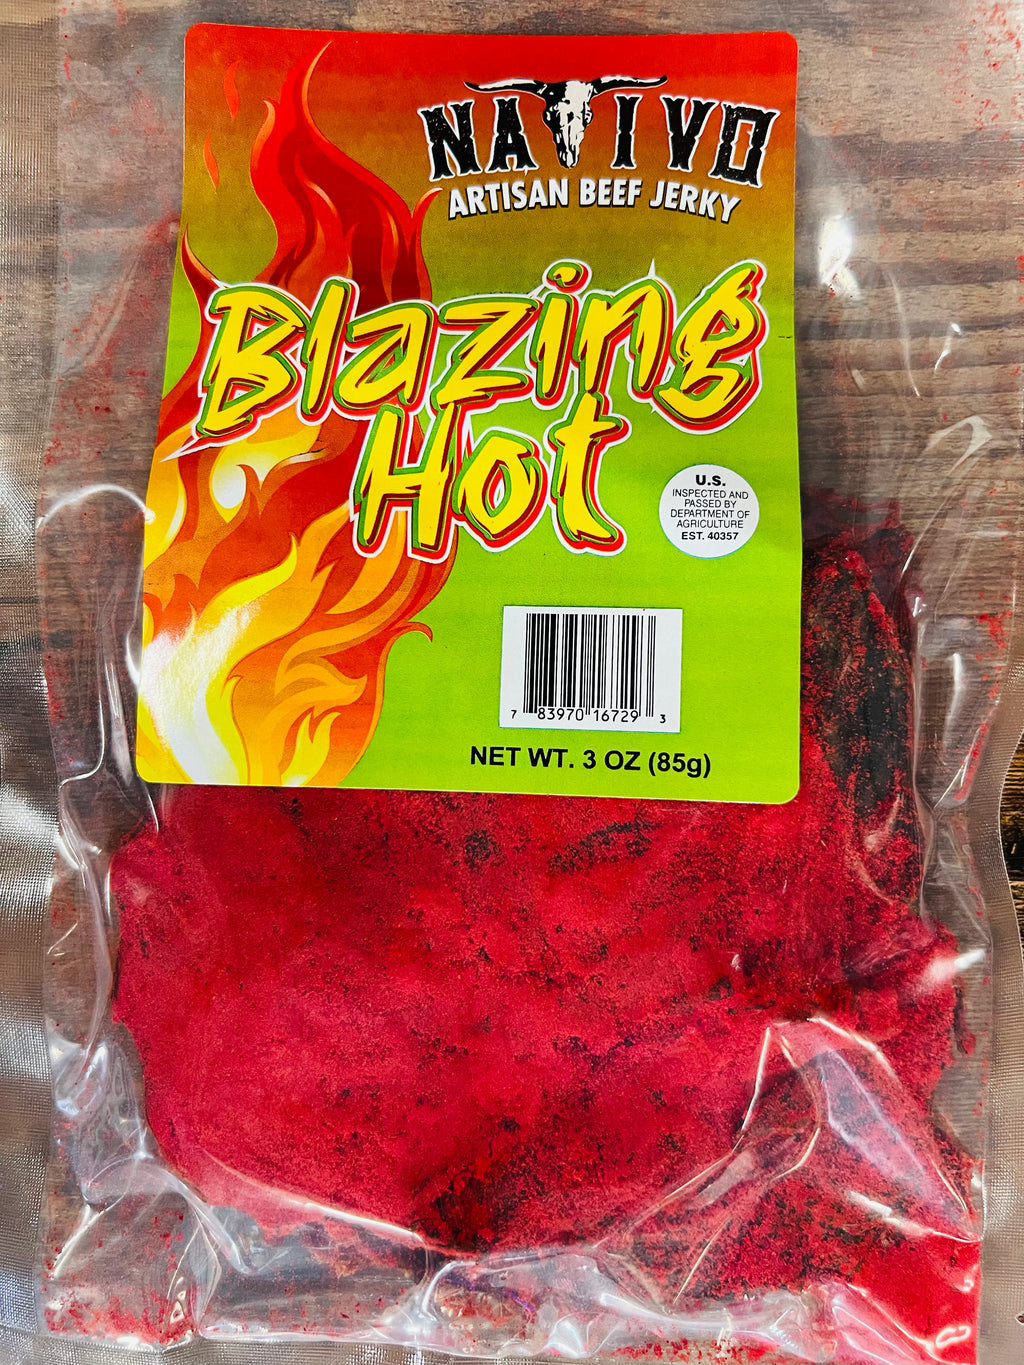 NATIVO
ARTISAN BEEF JERKY
Blazing
Hot
U.S.
INSPECTED AND
PASSED BY
DEPARTMENT OF
AGRICULTURE
EST. 40357
7 83970 16729 3
NET WT. 3 OZ (85g)